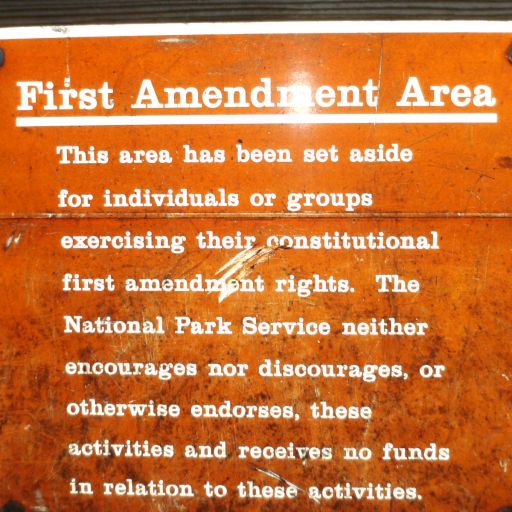 First Amendment Area
This area has been set aside
for individuals or groups
exercising their constitutional
first amendment rights. The
National Park Service neither
encourages nor discourages, or
otherwise endorses, these
activities and receives no funds
in relation to these activities.